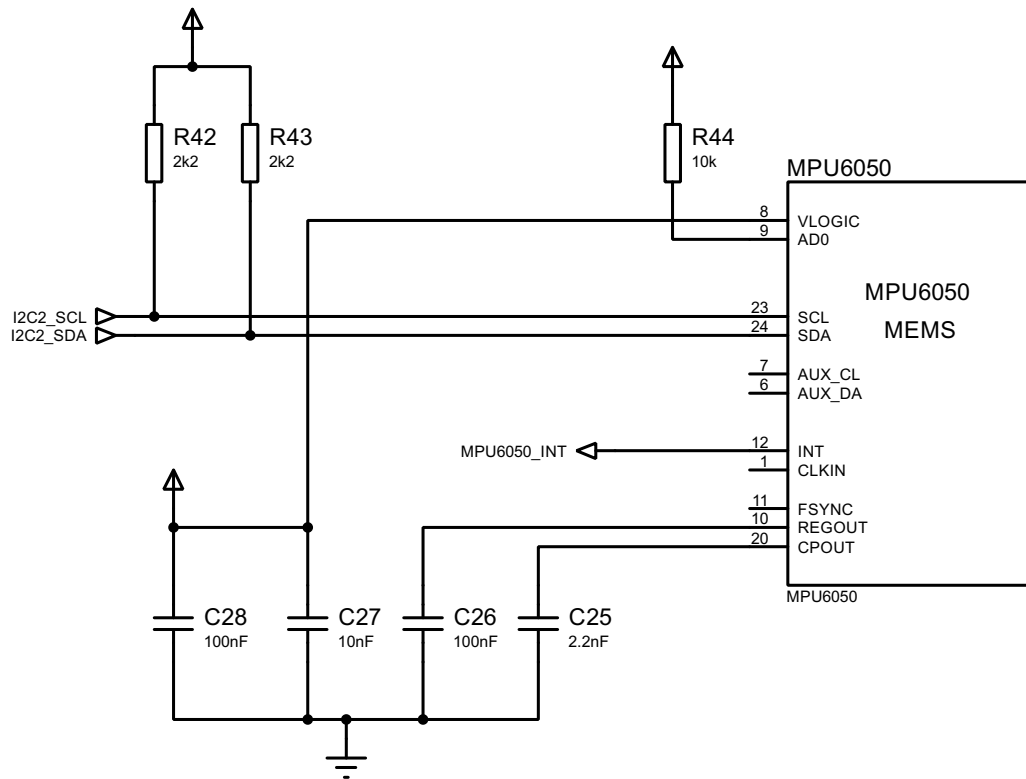 R42
2k2
R43
2k2
R44
10k
MPU6050
8
VLOGIC
9
AD0
MPU6050
MEMS
I2C2_SCL
23
SCL
I2C2_SDA
24
SDA
7
AUX_CL
6
AUX_DA
MPU6050_INT
12
INT
1
CLKIN
11
FSYNC
10
REGOUT
20
CPOUT
MPU6050
C28
100nF
C27
10nF
C26
100nF
C25
2.2nF